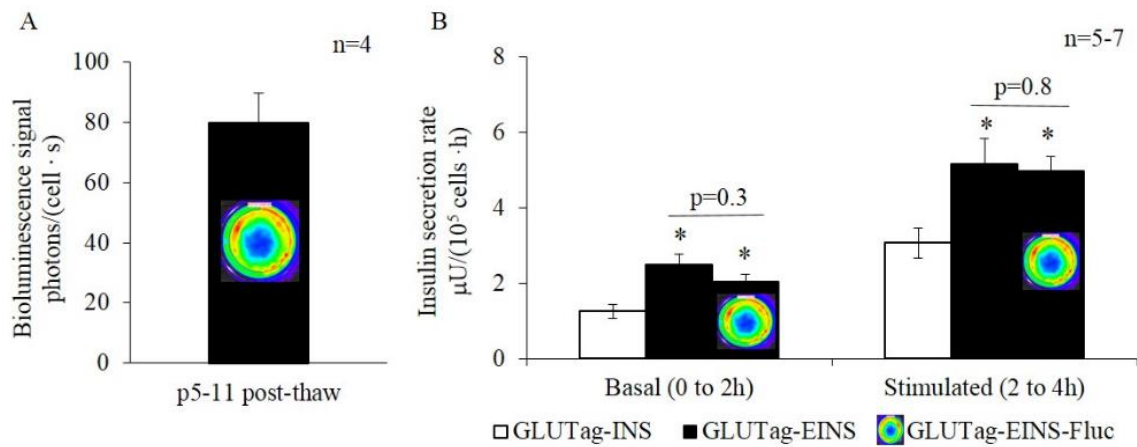 A
n=4
Bioluminescence signal
photons/(cell · s)
100
80
60
40
20
0
p5-11 post-thaw
B
n=5-7
Insulin secretion rate
μU/(10⁵ cells ·h)
8
6
4
2
0
p=0.3
*
*
p=0.8
*
*
Basal (0 to 2h)
Stimulated (2 to 4h)
GLUTag-INS
GLUTag-EINS
GLUTag-EINS-Fluc